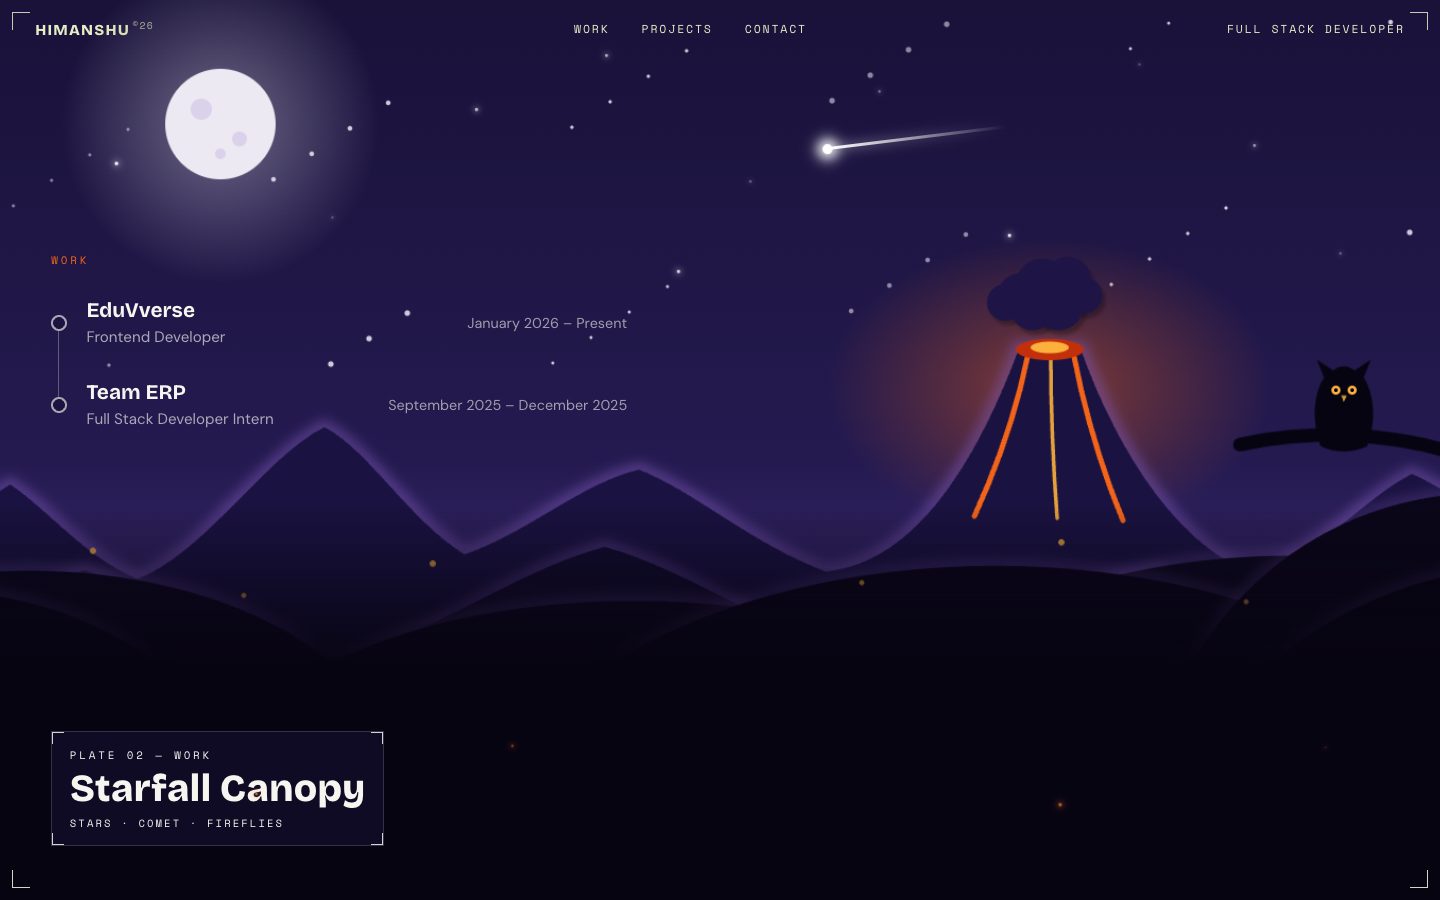 HIMANSHU ©26
WORK PROJECTS CONTACT
FULL STACK DEVELOPER
WORK
EduVverse
January 2026 – Present
Frontend Developer
Team ERP
September 2025 – December 2025
Full Stack Developer Intern
PLATE 02 — WORK
Starfall Canopy
STARS · COMET · FIREFLIES